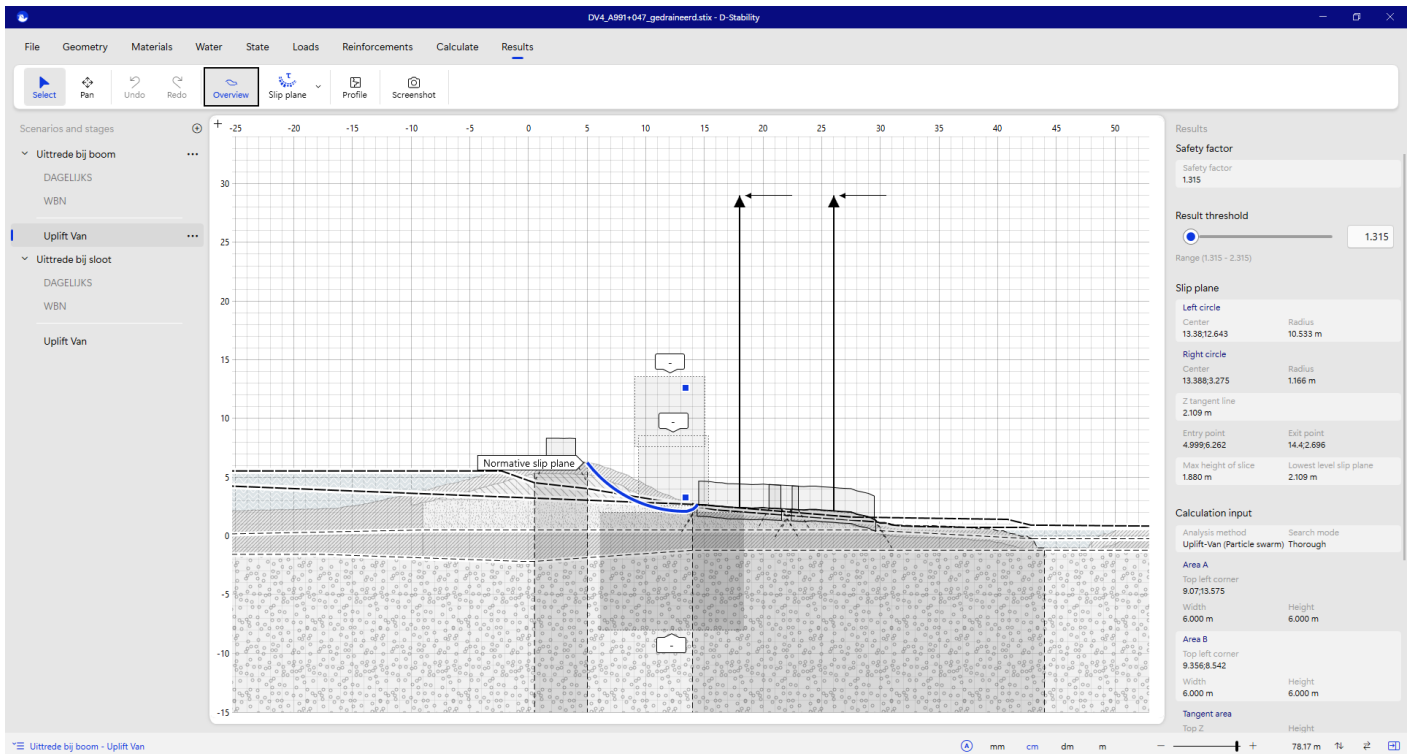 DV4_A991+047_gedraineerd.stix - D-Stability
File Geometry Materials Water State Loads Reinforcements Calculate Results
Select Pan Undo Redo Overview Slip plane Profile Screenshot
τ
Scenarios and stages
Uittrede bij boom
DAGELIJKS
WBN
Uplift Van
Uittrede bij sloot
DAGELIJKS
WBN
Uplift Van
-25 -20 -15 -10 -5 0 5 10 15 20 25 30 35 40 45 50
30
25
20
15
10
5
0
-5
-10
-15
-
-
Normative slip plane
-
Results
Safety factor
Safety factor
1.315
Result threshold
1.315
Range (1.315 - 2.315)
Slip plane
Left circle
Center Radius
13.38;12.643 10.533 m
Right circle
Center Radius
13.388;3.275 1.166 m
Z tangent line
2.109 m
Entry point Exit point
4.999;6.262 14.4;2.696
Max height of slice Lowest level slip plane
1.880 m 2.109 m
Calculation input
Analysis method Search mode
Uplift-Van (Particle swarm) Thorough
Area A
Top left corner
9.07;13.575
Width Height
6.000 m 6.000 m
Area B
Top left corner
9.356;8.542
Width Height
6.000 m 6.000 m
Tangent area
Top Z Height
Uittrede bij boom - Uplift Van
A mm cm dm m
78.17 m